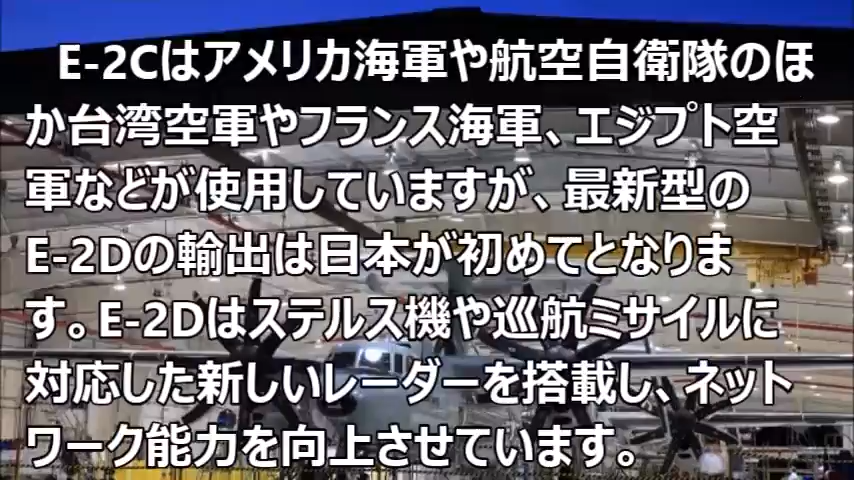 E-2Cはアメリカ海軍や航空自衛隊のほ
か台湾空軍やフランス海軍、エジプト空
軍などが使用していますが、最新型の
E-2Dの輸出は日本が初めてとなりま
す。E-2Dはステルス機や巡航ミサイルに
対応した新しいレーダーを搭載し、ネット
ワーク能力を向上させています。